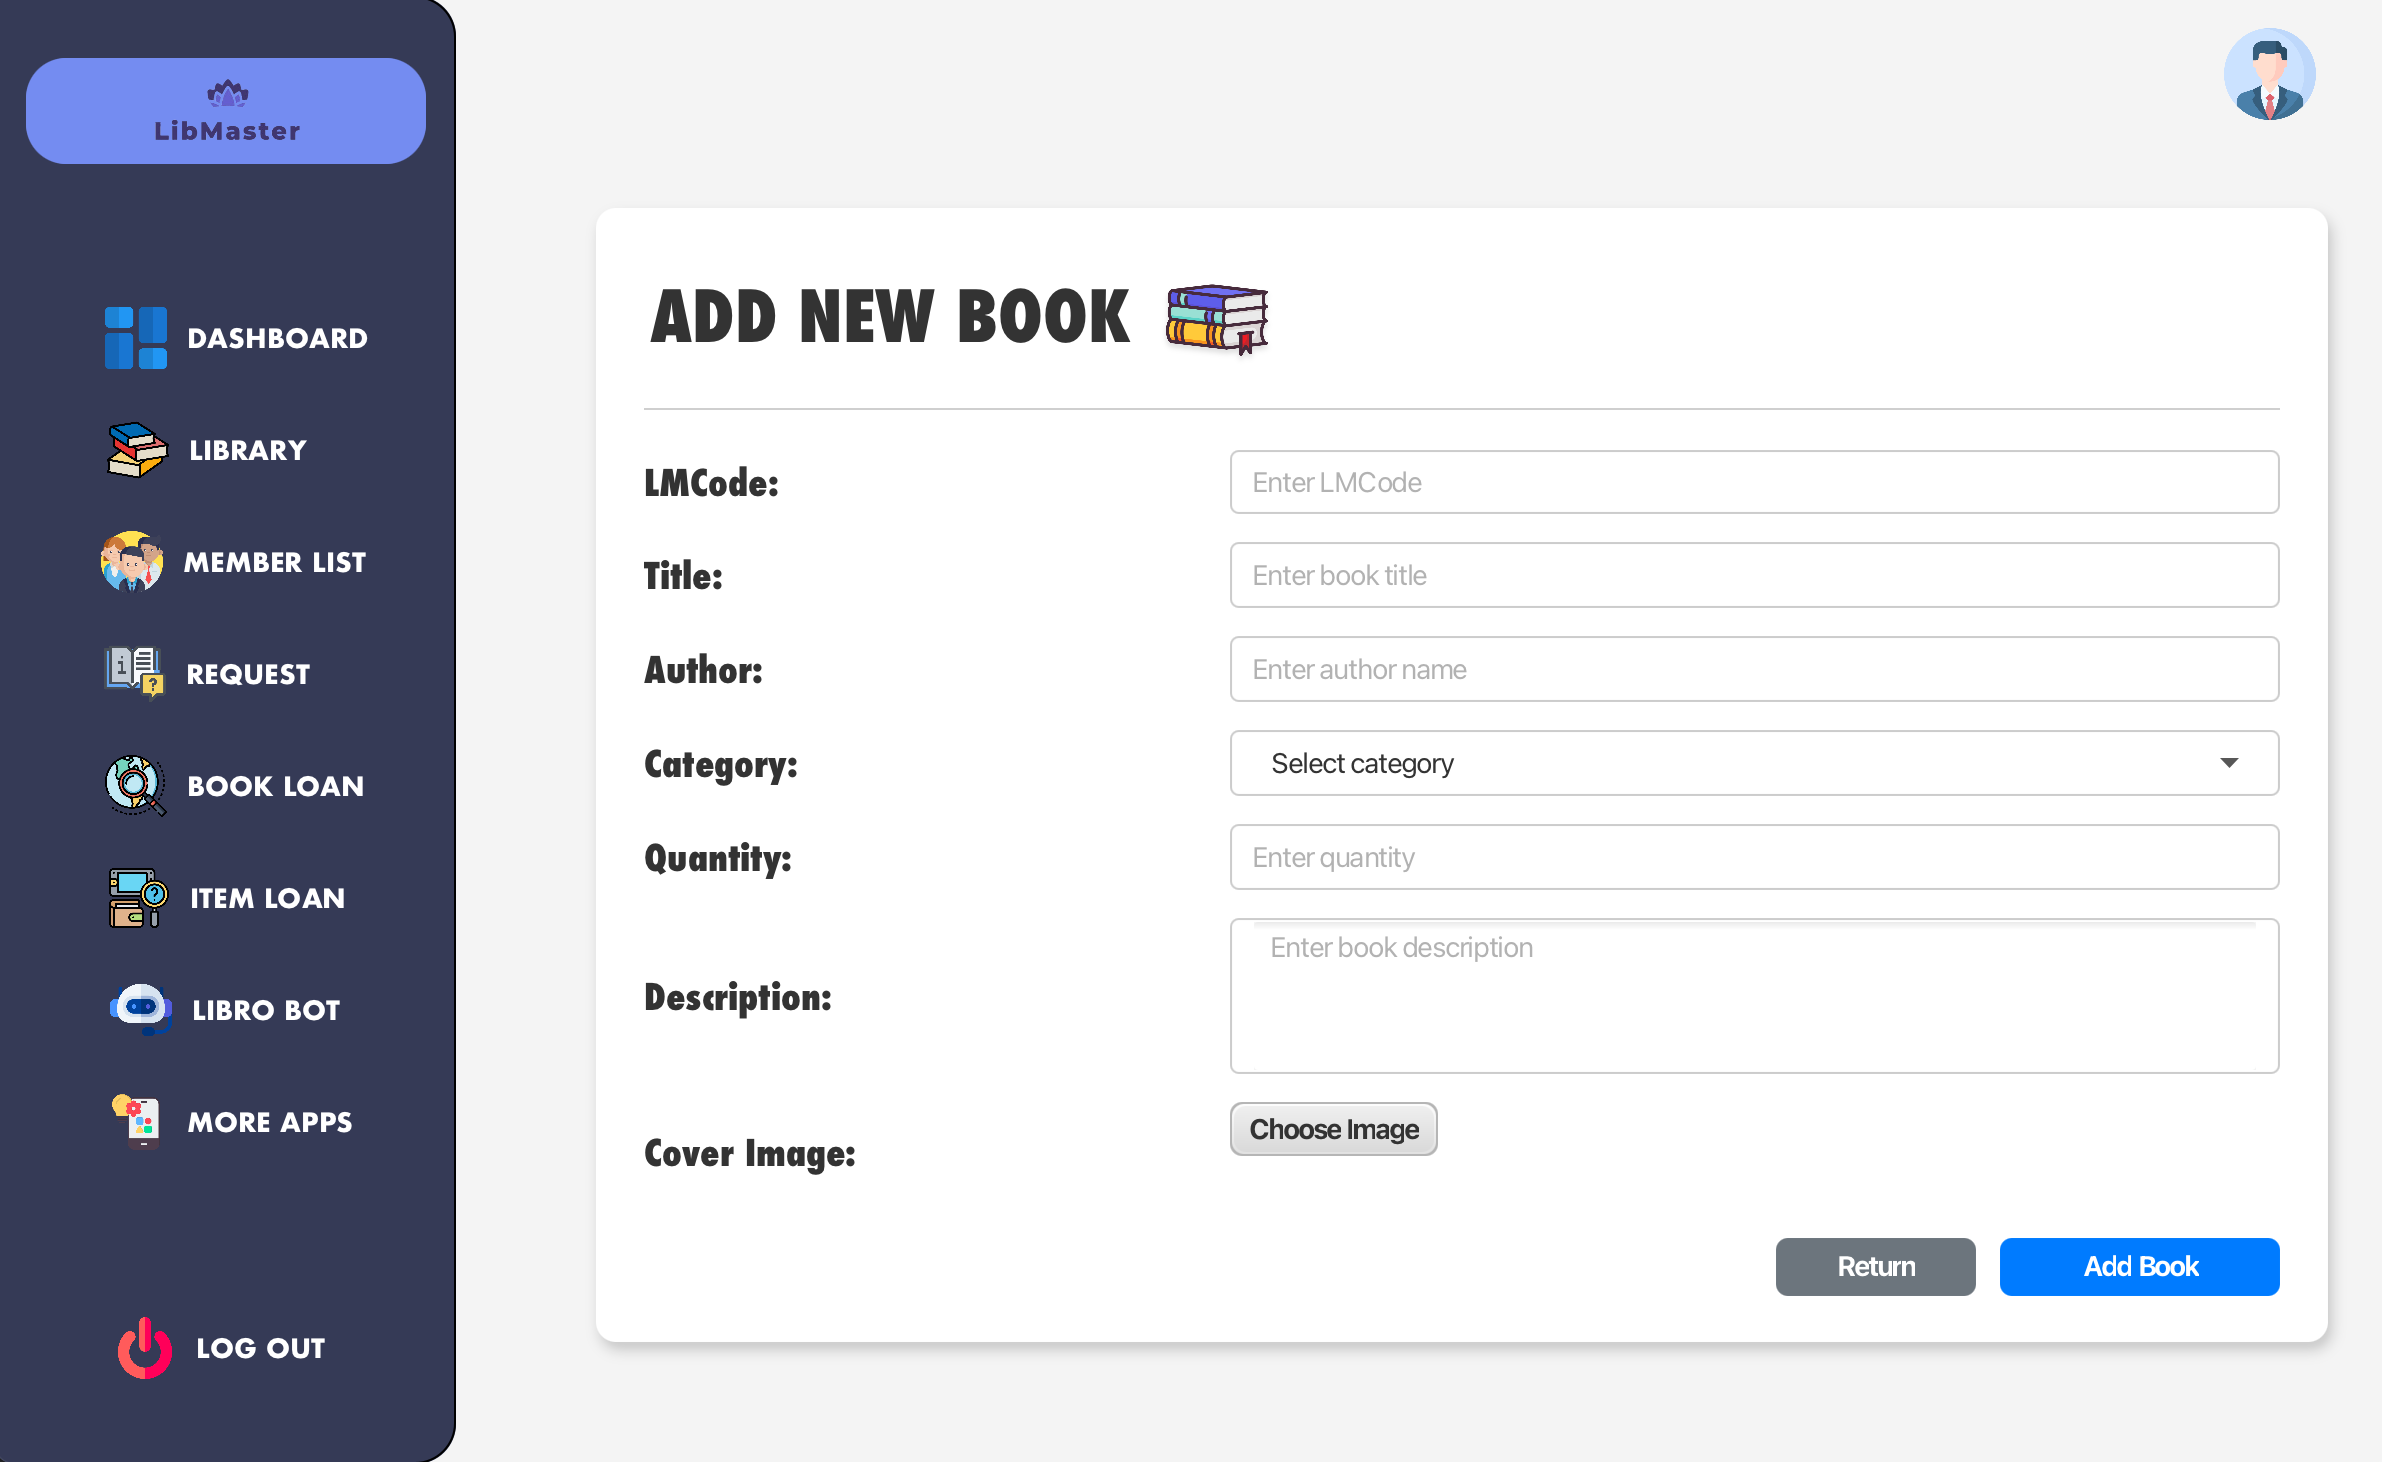 LibMaster
DASHBOARD
LIBRARY
MEMBER LIST
REQUEST
BOOK LOAN
ITEM LOAN
LIBRO BOT
MORE APPS
LOG OUT
ADD NEW BOOK
LMCode:
Enter LMCode
Title:
Enter book title
Author:
Enter author name
Category:
Select category
Quantity:
Enter quantity
Description:
Enter book description
Cover Image:
Choose Image
Return
Add Book